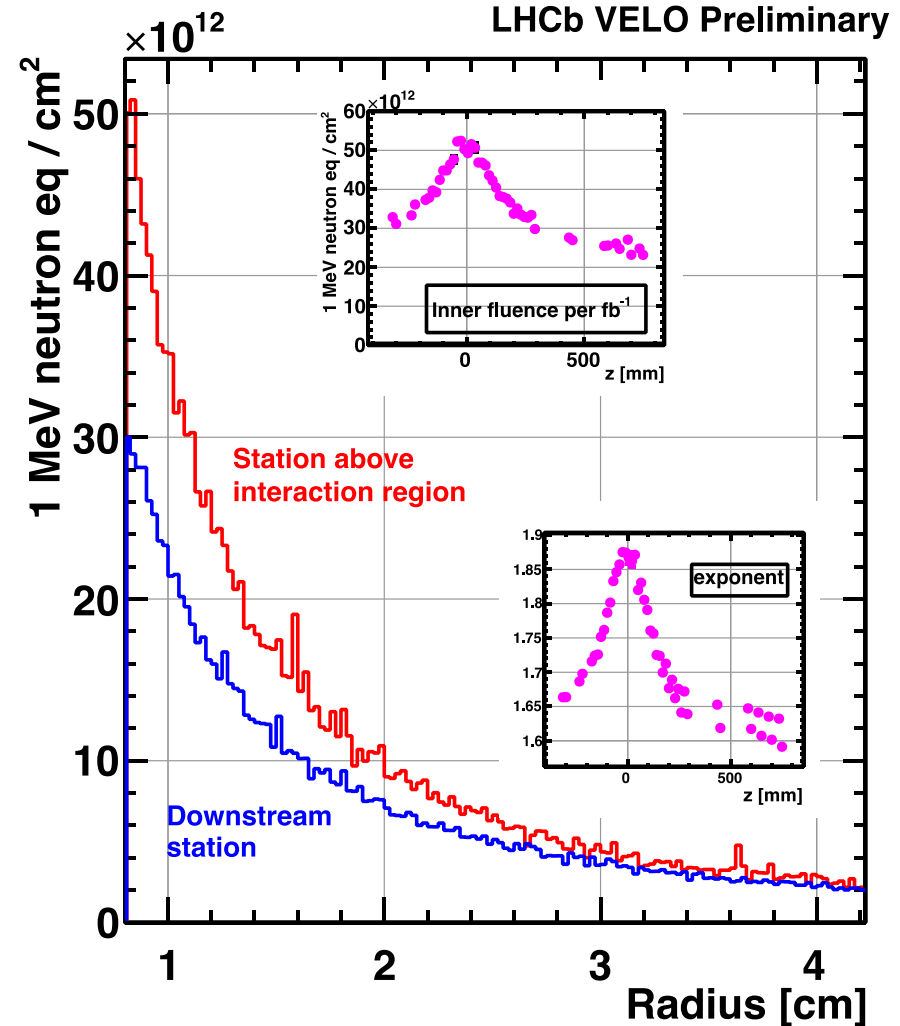 LHCb VELO Preliminary
×10¹²
1 MeV neutron eq / cm²
50
40
30
20
10
0
1
2
3
4
Radius [cm]
Station above
interaction region
Downstream
station
×10¹²
1 MeV neutron eq / cm²
60
50
40
30
20
10
0
Inner fluence per fb⁻¹
0
500
z [mm]
1.9
1.85
1.8
1.75
1.7
1.65
1.6
exponent
0
500
z [mm]